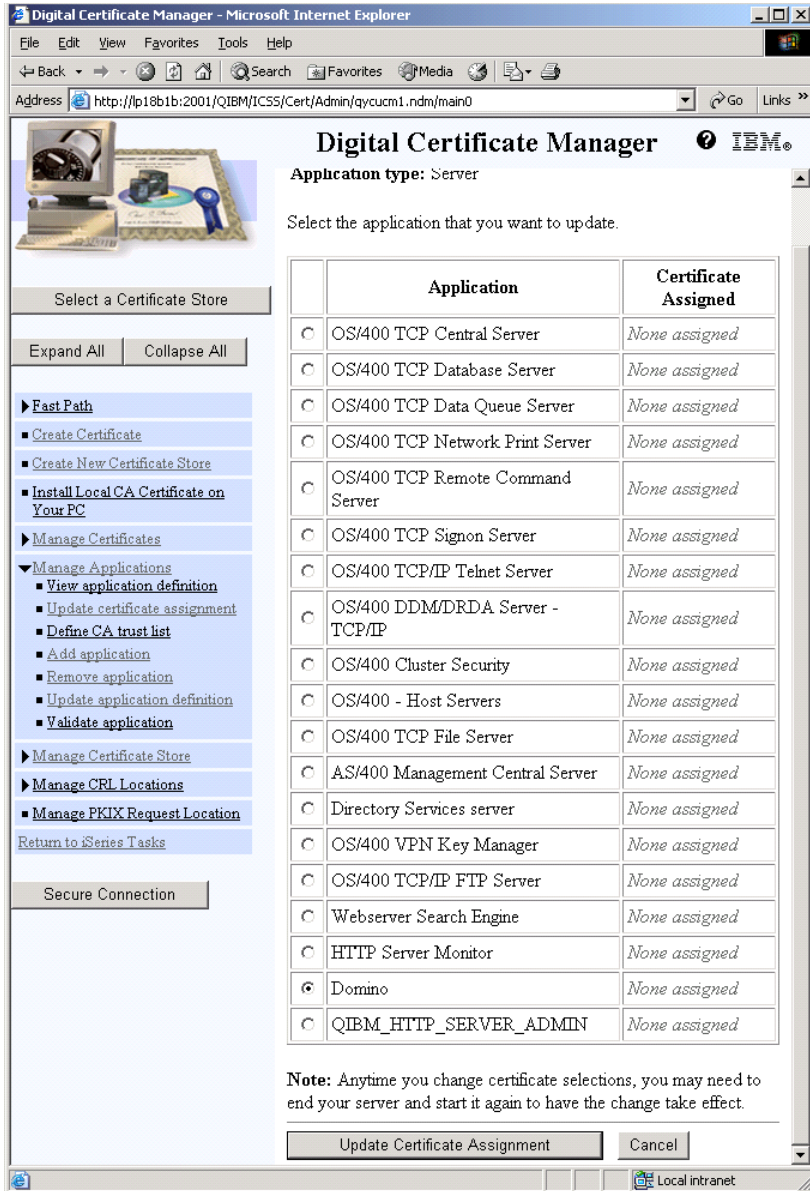 Digital Certificate Manager - Microsoft Internet Explorer
File Edit View Favorites Tools Help
Back Search Favorites Media
Address http://lp18b1b:2001/QIBM/ICSS/Cert/Admin/qycucm1.ndm/main0 Go Links »
Digital Certificate Manager IBM®
Application type: Server
Select the application that you want to update.
Select a Certificate Store
Expand All Collapse All
Fast Path
Create Certificate
Create New Certificate Store
Install Local CA Certificate on
Your PC
Manage Certificates
Manage Applications
View application definition
Update certificate assignment
Define CA trust list
Add application
Remove application
Update application definition
Validate application
Manage Certificate Store
Manage CRL Locations
Manage PKIX Request Location
Return to iSeries Tasks
Secure Connection
Application Certificate Assigned
OS/400 TCP Central Server None assigned
OS/400 TCP Database Server None assigned
OS/400 TCP Data Queue Server None assigned
OS/400 TCP Network Print Server None assigned
OS/400 TCP Remote Command
Server None assigned
OS/400 TCP Signon Server None assigned
OS/400 TCP/IP Telnet Server None assigned
OS/400 DDM/DRDA Server -
TCP/IP None assigned
OS/400 Cluster Security None assigned
OS/400 - Host Servers None assigned
OS/400 TCP File Server None assigned
AS/400 Management Central Server None assigned
Directory Services server None assigned
OS/400 VPN Key Manager None assigned
OS/400 TCP/IP FTP Server None assigned
Webserver Search Engine None assigned
HTTP Server Monitor None assigned
Domino None assigned
QIBM_HTTP_SERVER_ADMIN None assigned
Note: Anytime you change certificate selections, you may need to
end your server and start it again to have the change take effect.
Update Certificate Assignment Cancel
Local intranet